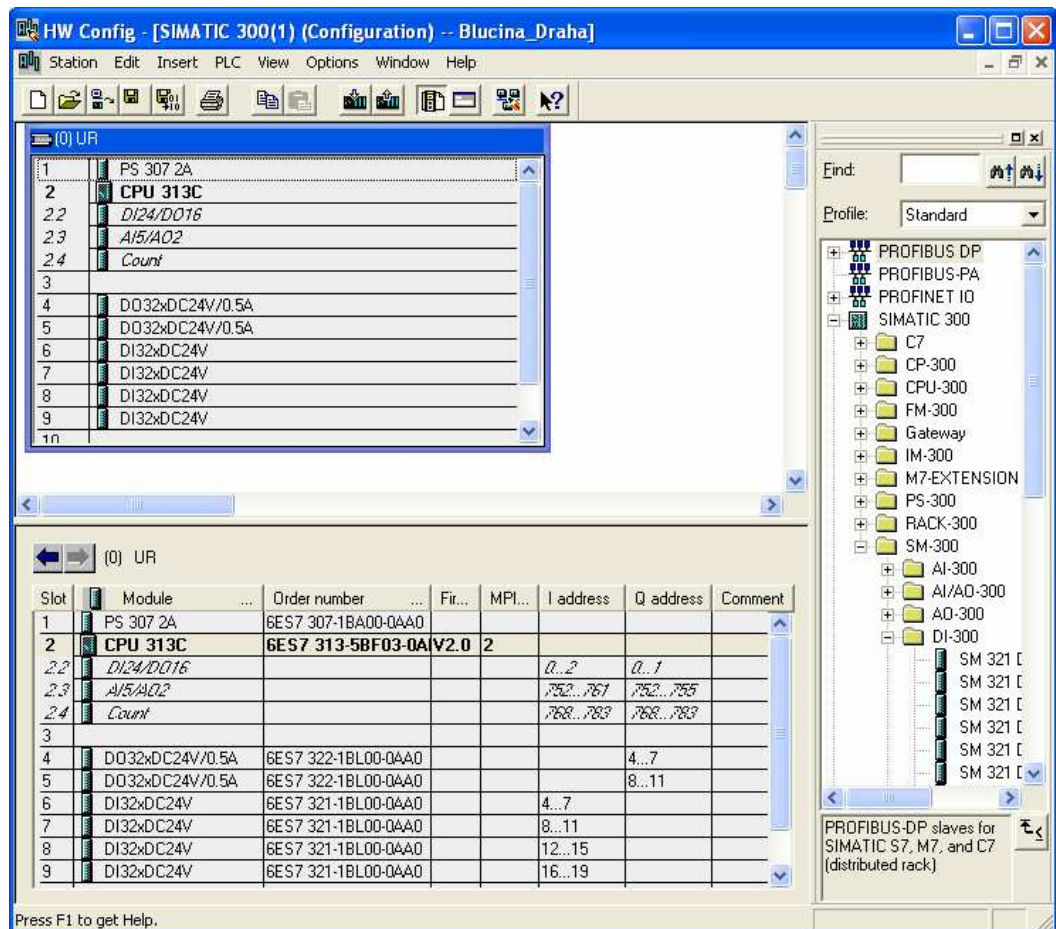 HW Config - [SIMATIC 300(1) (Configuration) -- Blucina_Draha]
Station Edit Insert PLC View Options Window Help
(0) UR
1 PS 307 2A
2 CPU 313C
2.2 DI24/DO16
2.3 AI5/AO2
2.4 Count
3
4 DO32xDC24V/0.5A
5 DO32xDC24V/0.5A
6 DI32xDC24V
7 DI32xDC24V
8 DI32xDC24V
9 DI32xDC24V
10
Find:
Profile: Standard
PROFIBUS DP
PROFIBUS-PA
PROFINET IO
SIMATIC 300
C7
CP-300
CPU-300
FM-300
Gateway
IM-300
M7-EXTENSION
PS-300
RACK-300
SM-300
AI-300
AI/AO-300
AO-300
DI-300
SM 321 D
SM 321 D
SM 321 D
SM 321 D
SM 321 D
SM 321 D
PROFIBUS-DP slaves for
SIMATIC S7, M7, and C7
(distributed rack)
(0) UR
Slot Module ... Order number ... Fir... MPI... I address Q address Comment
1 PS 307 2A 6ES7 307-1BA00-0AA0
2 CPU 313C 6ES7 313-5BF03-0A V2.0 2
2.2 DI24/DO16 0...2 0...1
2.3 AI5/AO2 752...761 752...755
2.4 Count 768...783 768...783
3
4 DO32xDC24V/0.5A 6ES7 322-1BL00-0AA0 4...7
5 DO32xDC24V/0.5A 6ES7 322-1BL00-0AA0 8...11
6 DI32xDC24V 6ES7 321-1BL00-0AA0 4...7
7 DI32xDC24V 6ES7 321-1BL00-0AA0 8...11
8 DI32xDC24V 6ES7 321-1BL00-0AA0 12...15
9 DI32xDC24V 6ES7 321-1BL00-0AA0 16...19
Press F1 to get Help.